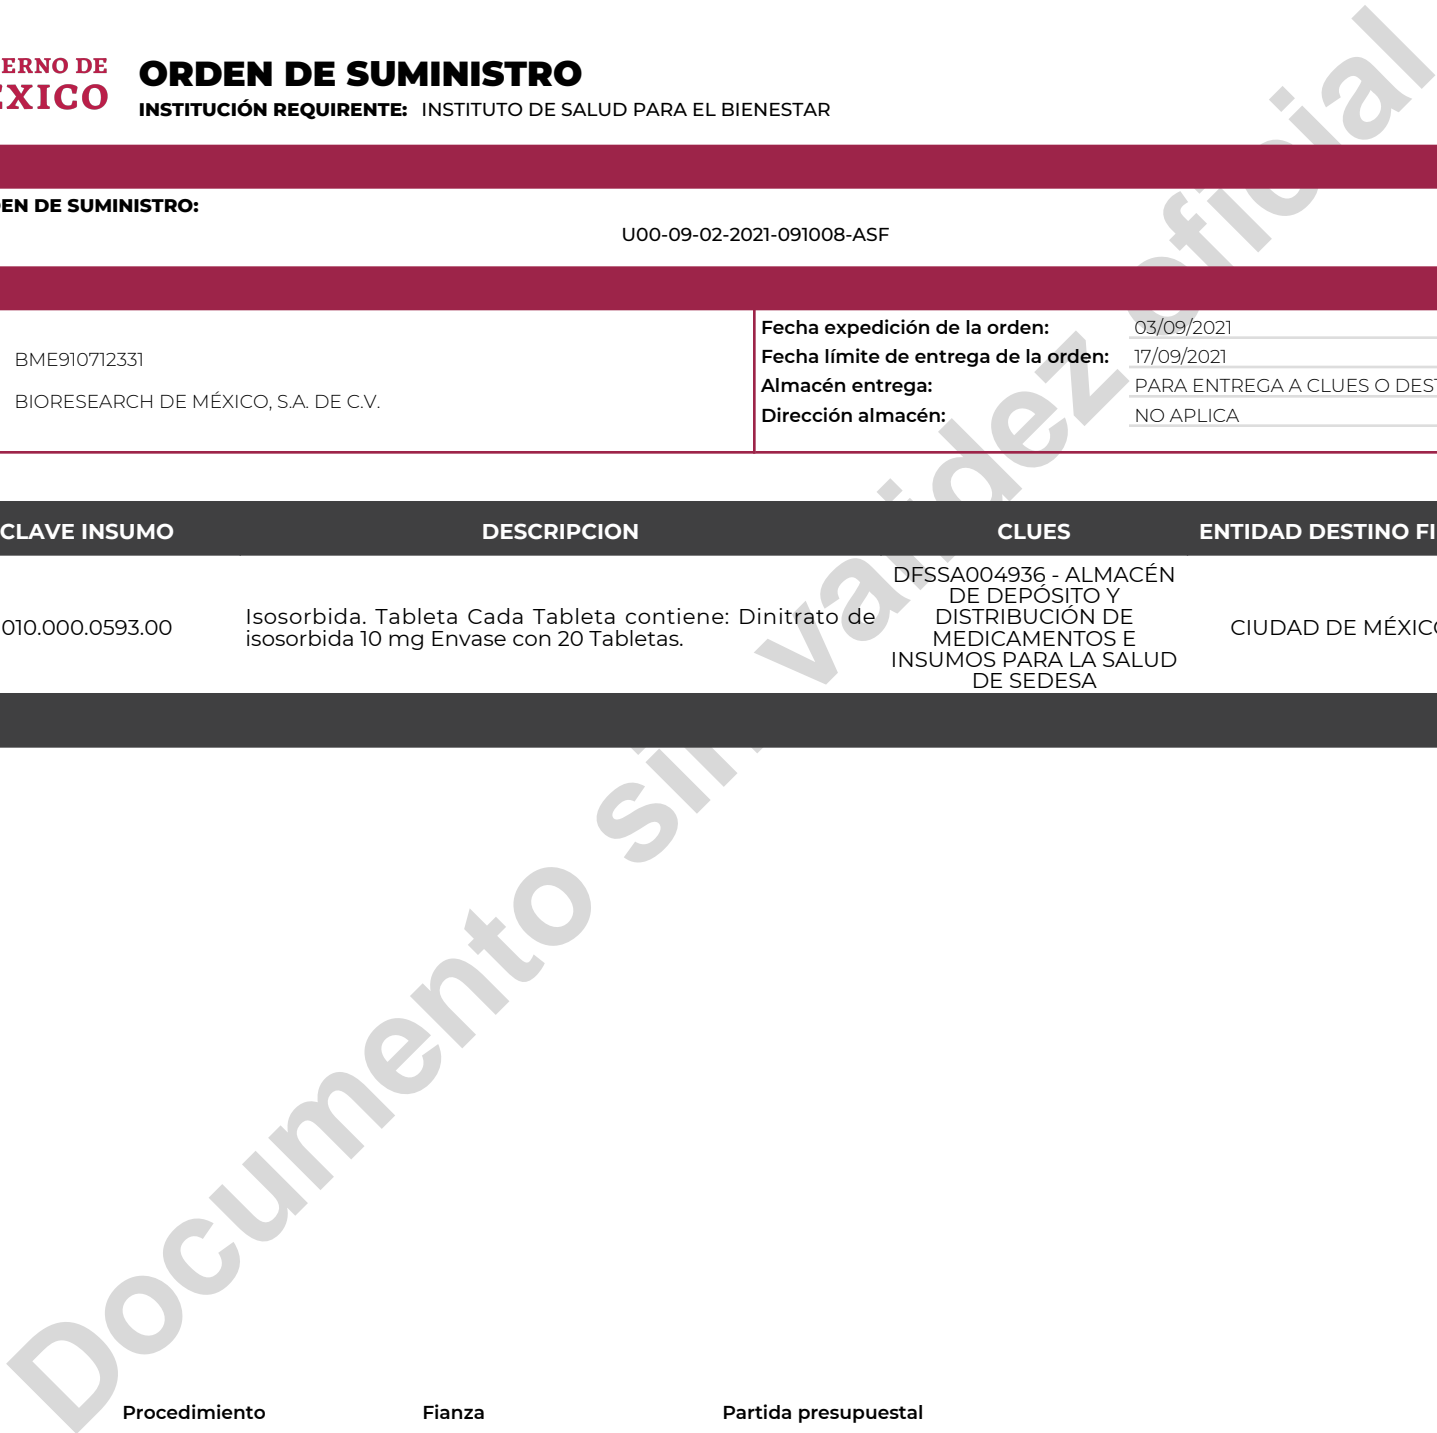 ERNO DE
EXICO
ORDEN DE SUMINISTRO
INSTITUCIÓN REQUIRENTE: INSTITUTO DE SALUD PARA EL BIENESTAR
EN DE SUMINISTRO:
U00-09-02-2021-091008-ASF
BME910712331
BIORESEARCH DE MÉXICO, S.A. DE C.V.
Fecha expedición de la orden: 03/09/2021
Fecha límite de entrega de la orden: 17/09/2021
Almacén entrega: PARA ENTREGA A CLUES O DES
Dirección almacén: NO APLICA
CLAVE INSUMO DESCRIPCION CLUES ENTIDAD DESTINO FI
010.000.0593.00
Isosorbida. Tableta Cada Tableta contiene: Dinitrato de
isosorbida 10 mg Envase con 20 Tabletas.
DFSSA004936 - ALMACÉN
DE DEPÓSITO Y
DISTRIBUCIÓN DE
MEDICAMENTOS E
INSUMOS PARA LA SALUD
DE SEDESA
CIUDAD DE MÉXICO
Documento sin validez oficial
Procedimiento Fianza Partida presupuestal